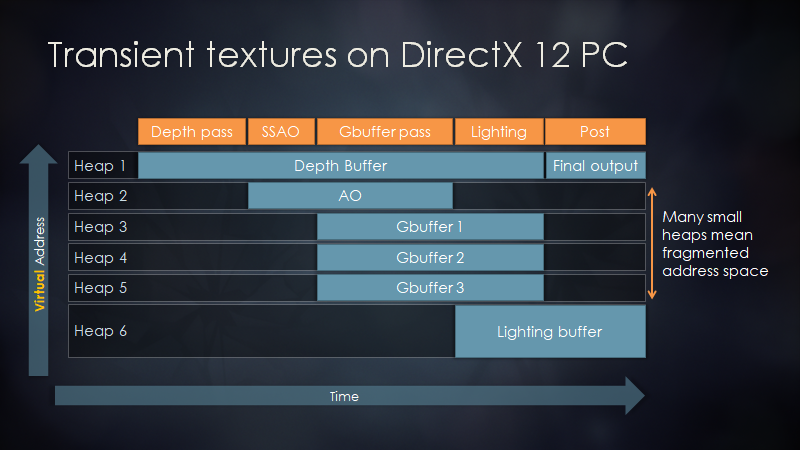 Transient textures on DirectX 12 PC
Depth pass
SSAO
Gbuffer pass
Lighting
Post
Heap 1
Depth Buffer
Final output
Heap 2
AO
Heap 3
Gbuffer 1
Heap 4
Gbuffer 2
Heap 5
Gbuffer 3
Heap 6
Lighting buffer
Many small
heaps mean
fragmented
address space
Virtual Address
Time